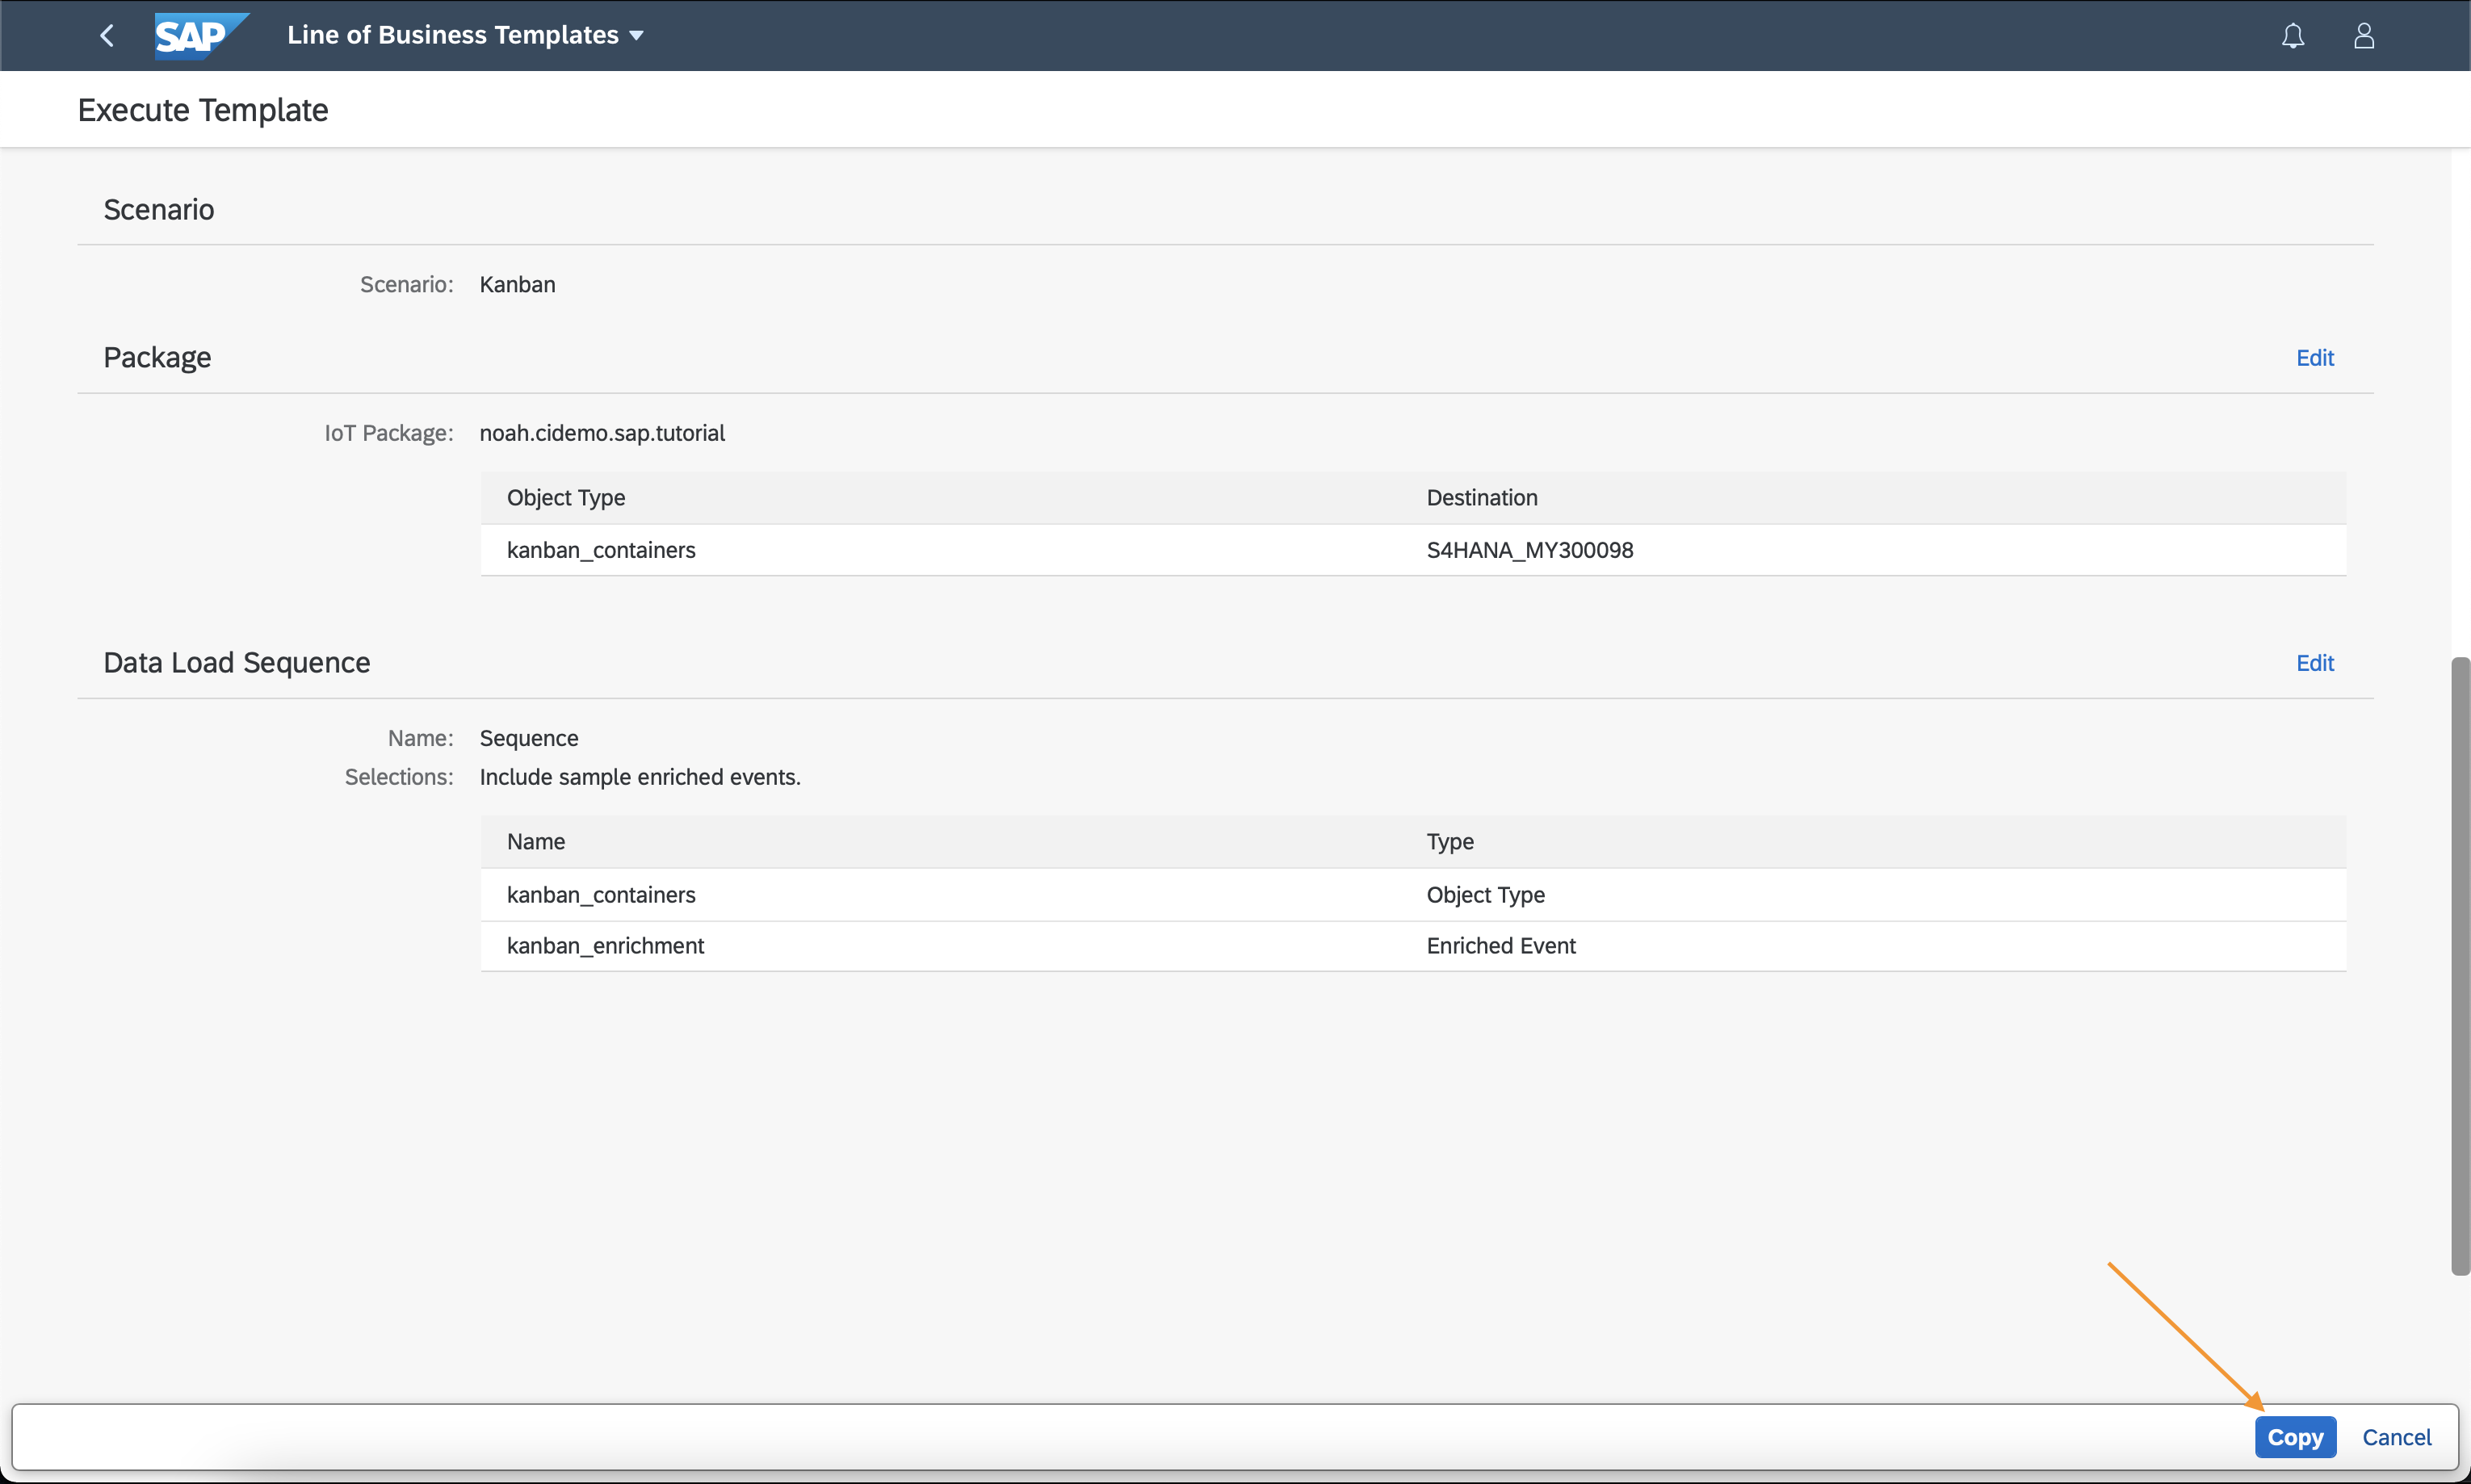 SAP Line of Business Templates
Execute Template
Scenario
Scenario: Kanban
Package Edit
IoT Package: noah.cidemo.sap.tutorial
Object Type Destination
kanban_containers S4HANA_MY300098
Data Load Sequence Edit
Name: Sequence
Selections: Include sample enriched events.
Name Type
kanban_containers Object Type
kanban_enrichment Enriched Event
Copy Cancel